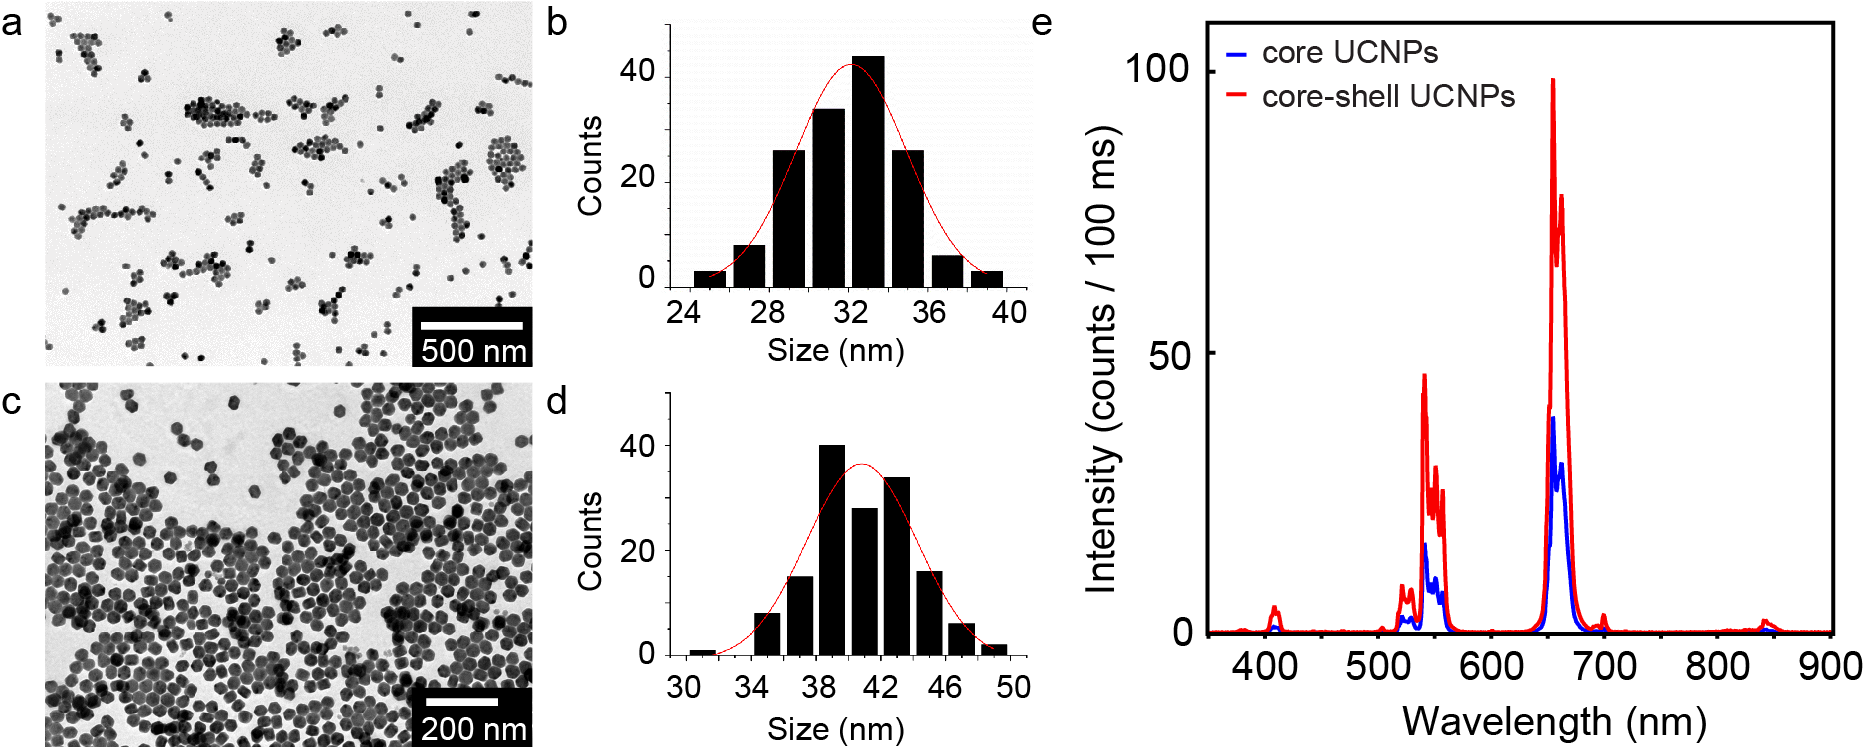 a
500 nm
b
Counts
40
20
0
24 28 32 36 40
Size (nm)
c
200 nm
d
Counts
40
20
0
30 34 38 42 46 50
Size (nm)
e
core UCNPs
core-shell UCNPs
Intensity (counts / 100 ms)
100
50
0
400 500 600 700 800 900
Wavelength (nm)